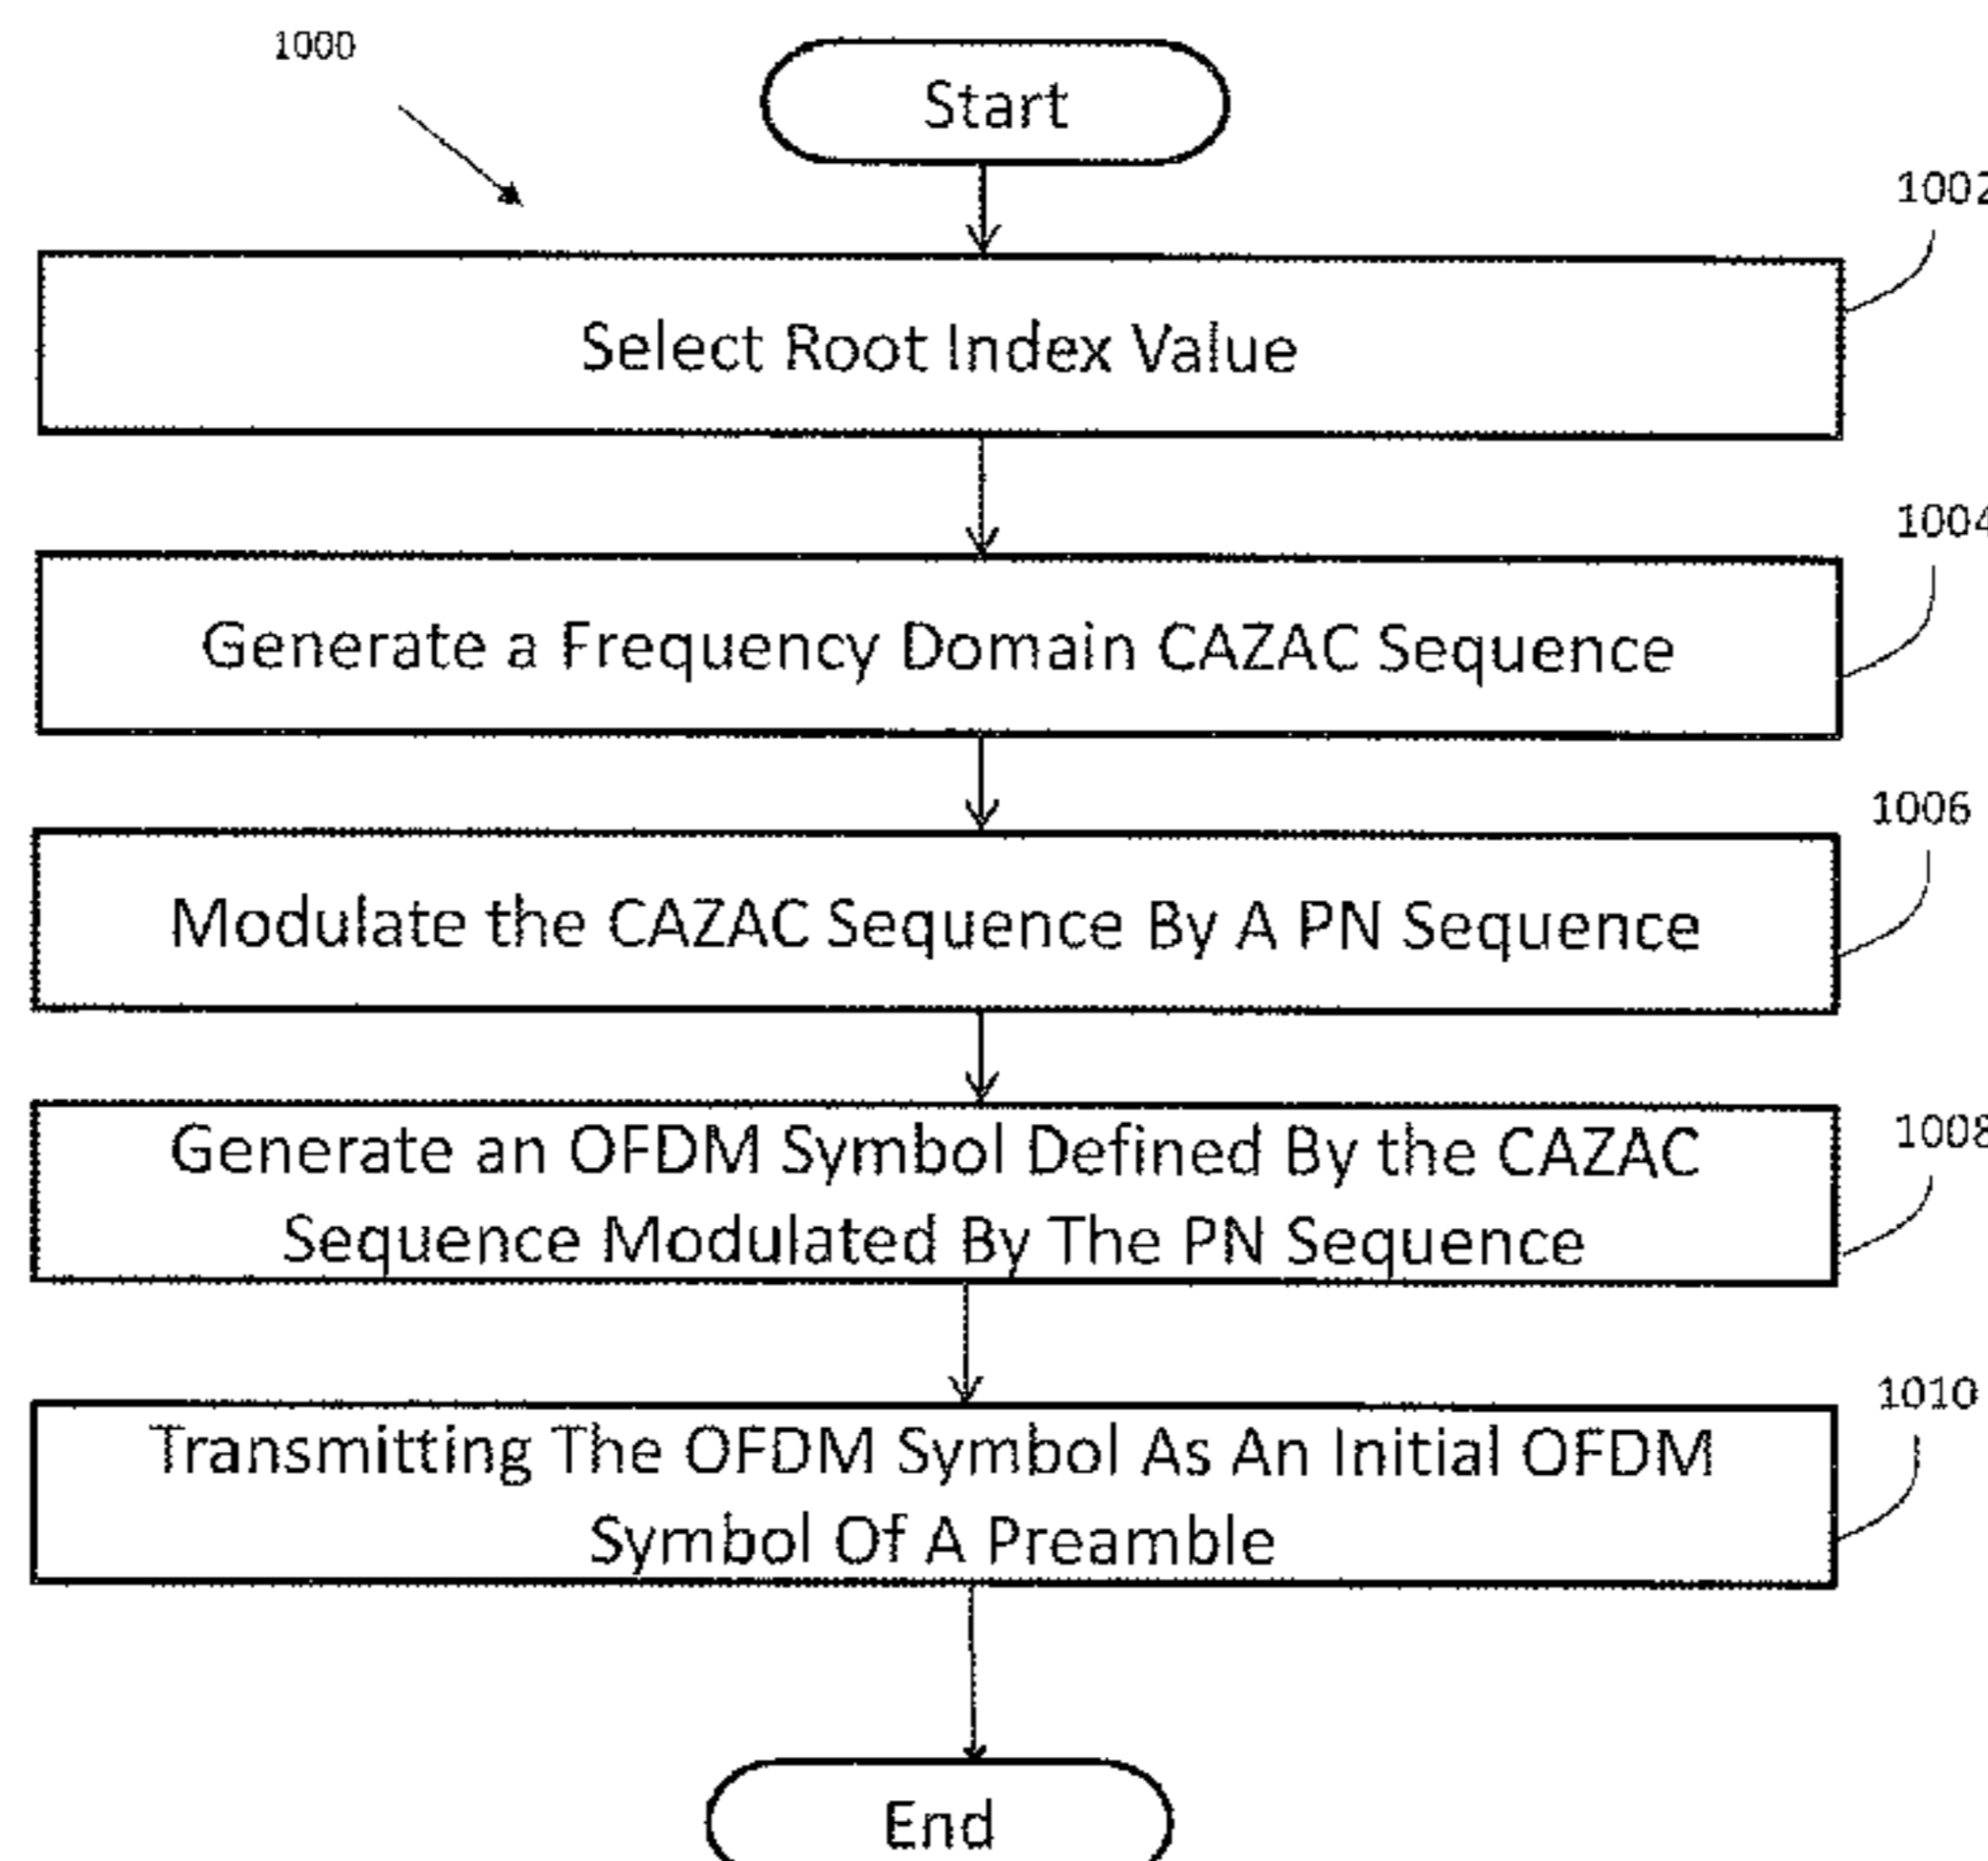 1000
Start
1002
Select Root Index Value
1004
Generate a Frequency Domain CAZAC Sequence
1006
Modulate the CAZAC Sequence By A PN Sequence
1008
Generate an OFDM Symbol Defined By the CAZAC
Sequence Modulated By The PN Sequence
1010
Transmitting The OFDM Symbol As An Initial OFDM
Symbol Of A Preamble
End